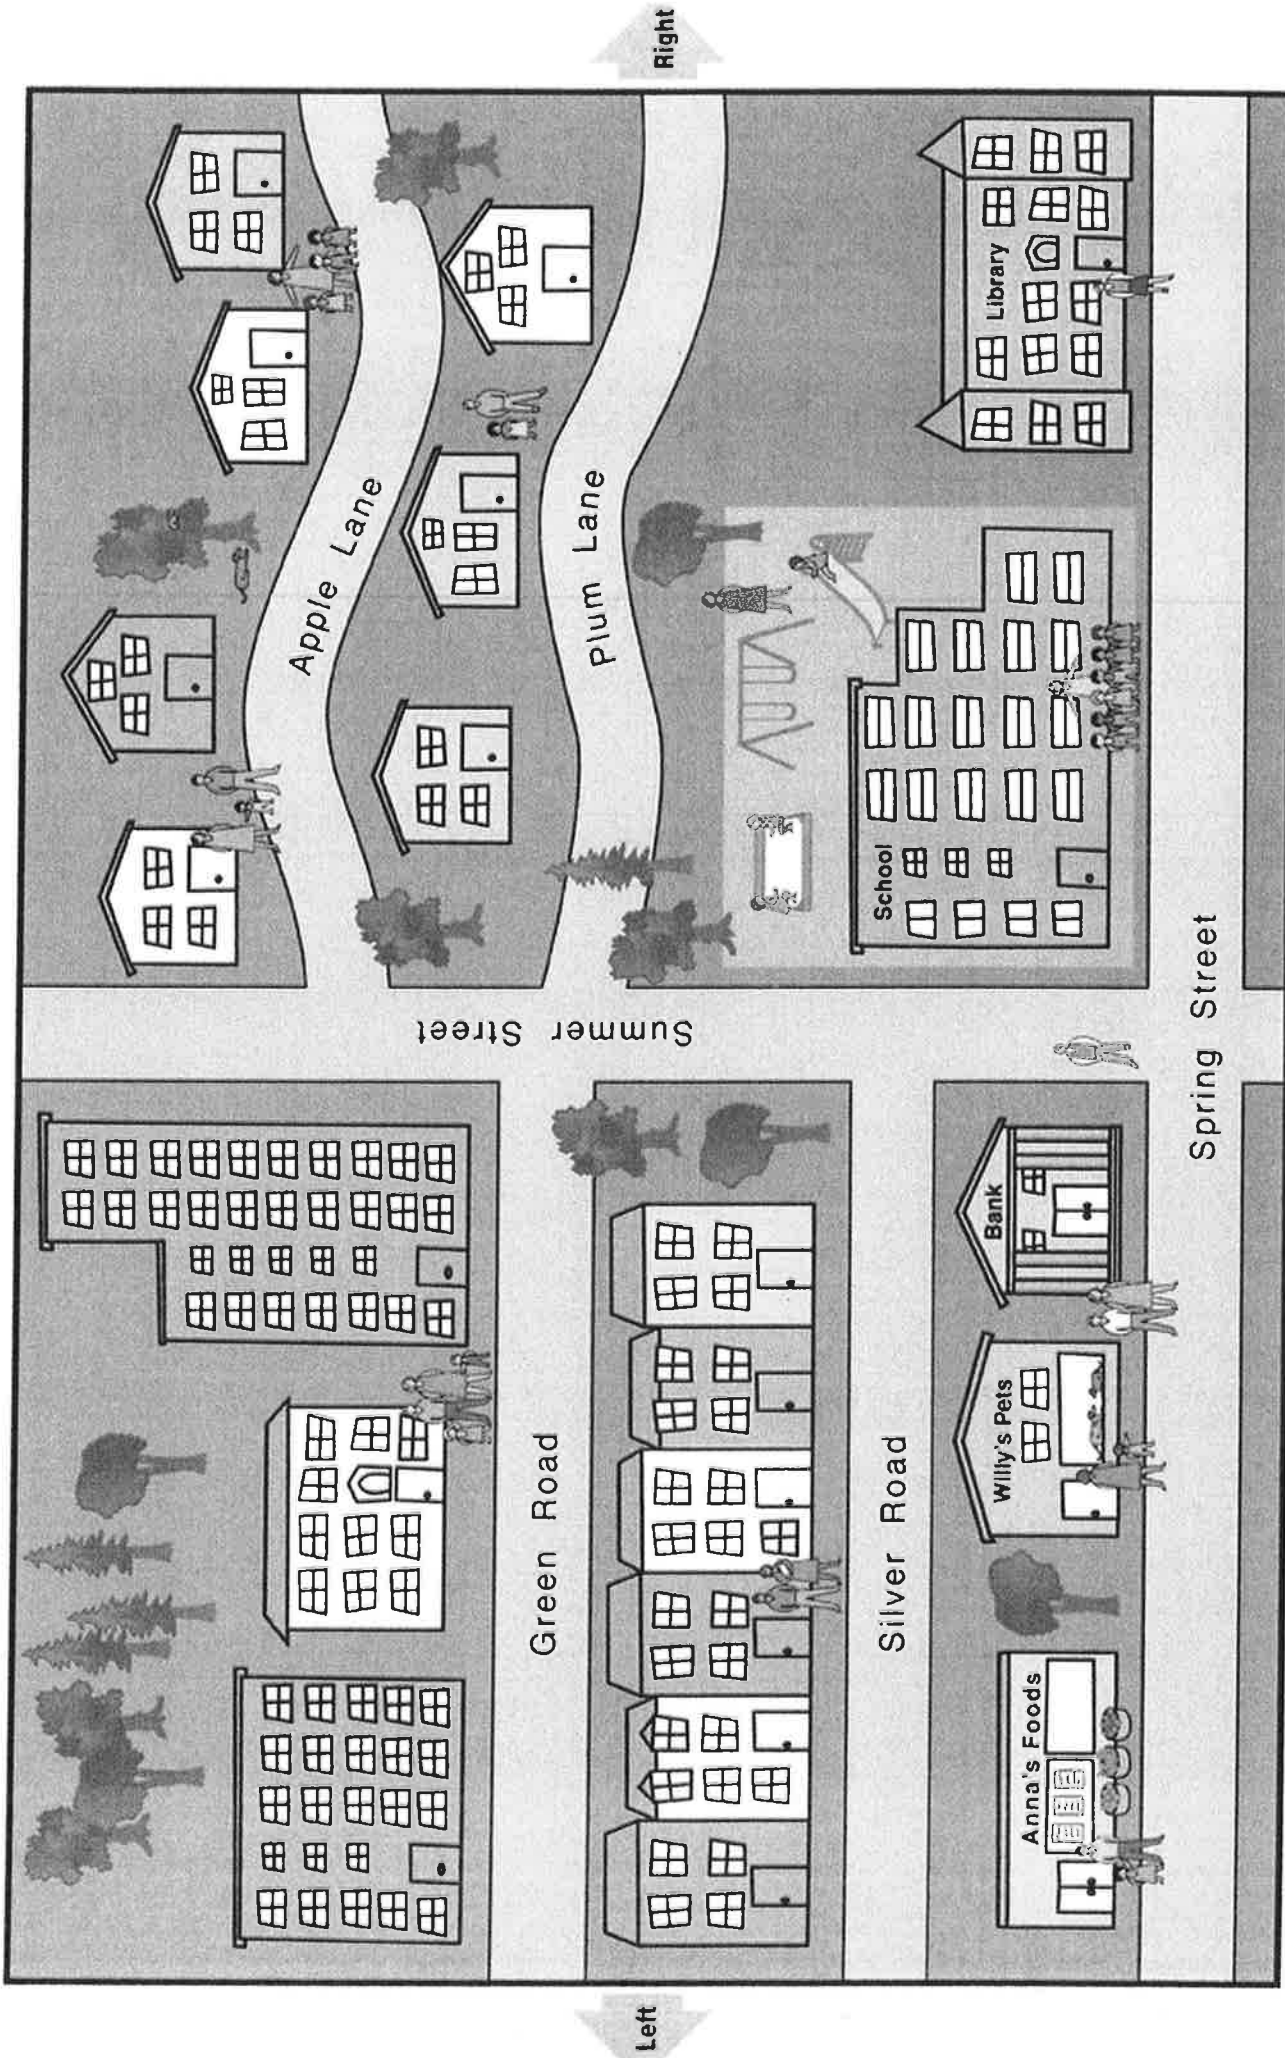 Left
Right
Apple Lane
Summer Street
Green Road
Plum Lane
Silver Road
School
Library
Anna's Foods
Willy's Pets
Bank
Spring Street